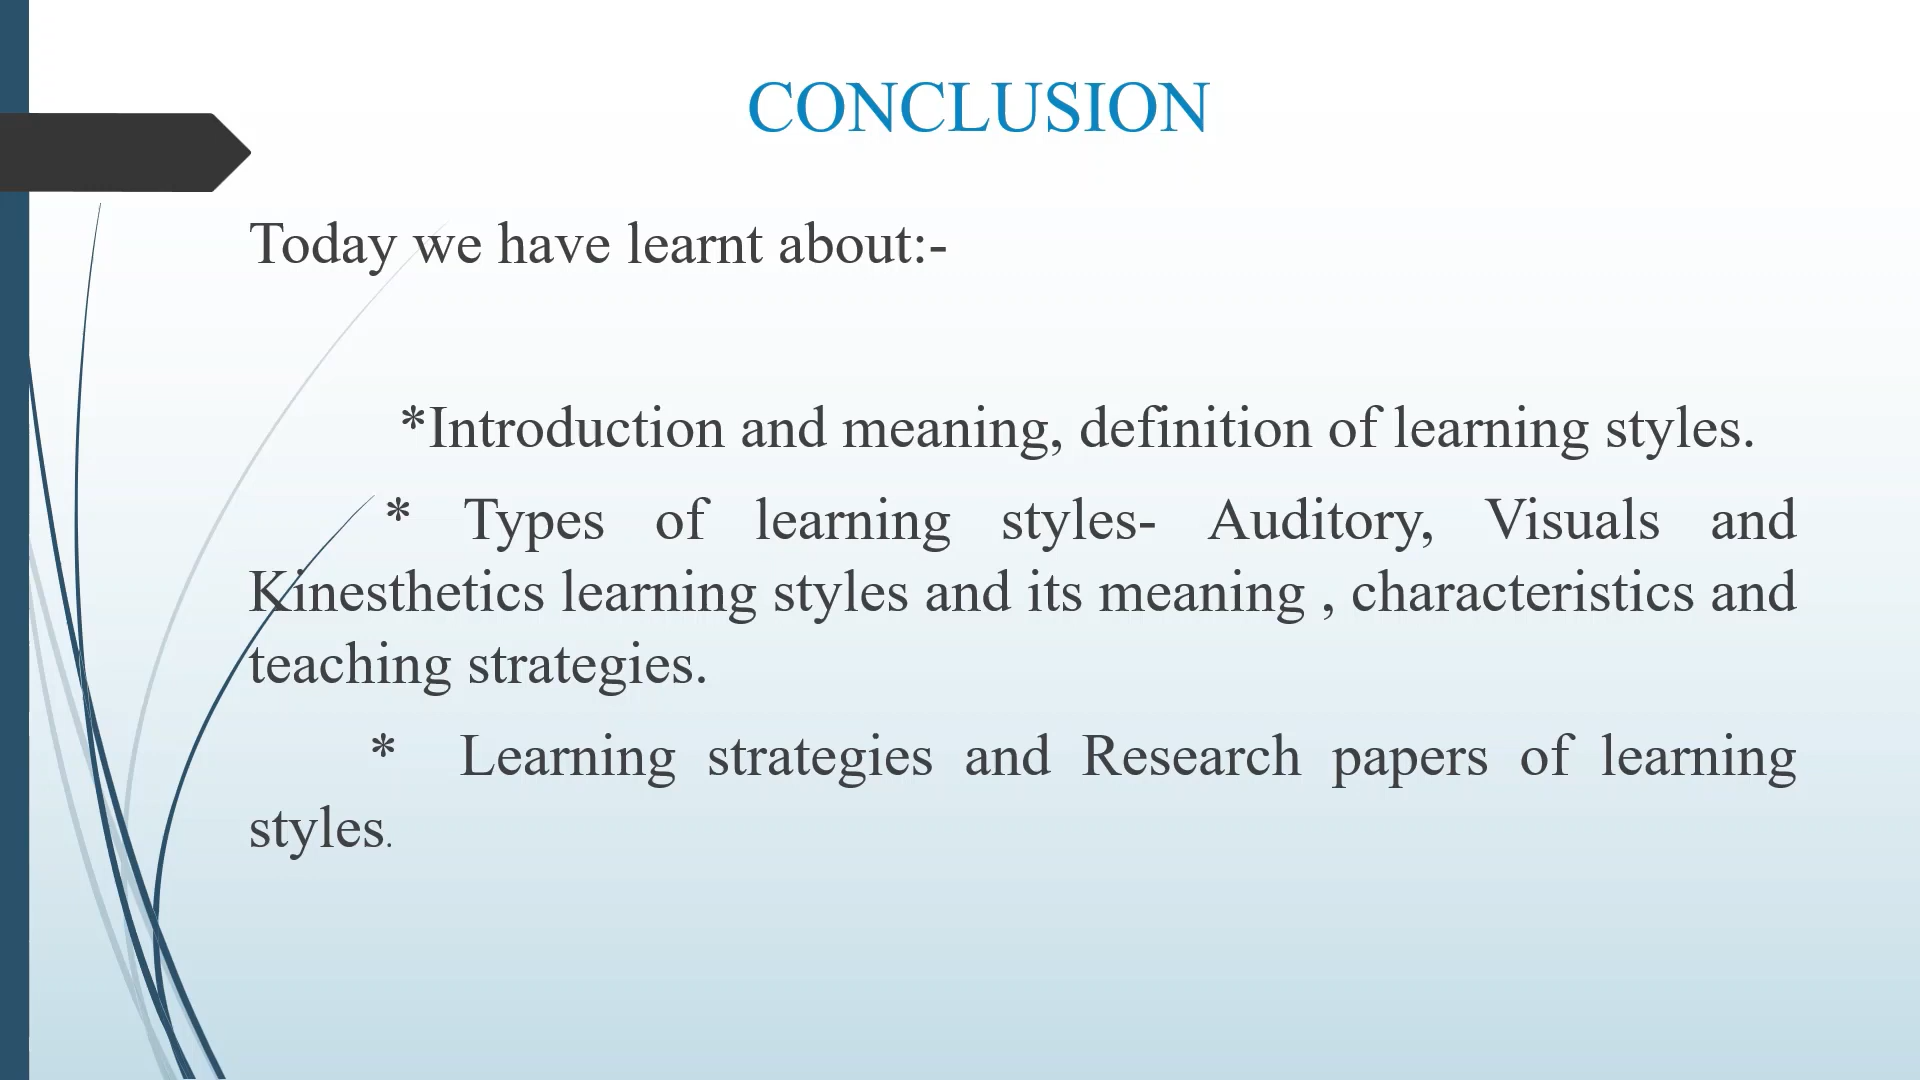 CONCLUSION
Today we have learnt about:-
*Introduction and meaning, definition of learning styles.
* Types of learning styles- Auditory, Visuals and
Kinesthetics learning styles and its meaning , characteristics and
teaching strategies.
* Learning strategies and Research papers of learning
styles.